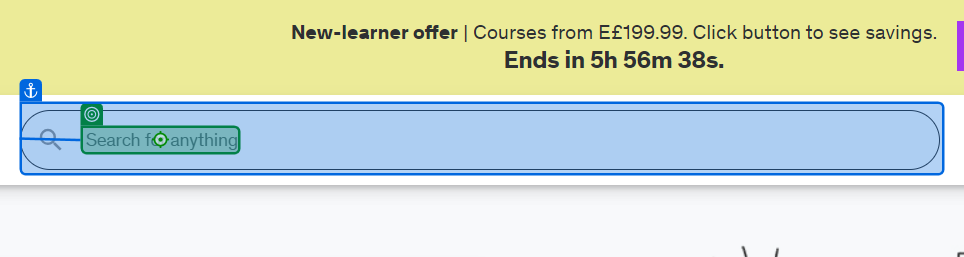 New-learner offer | Courses from E£199.99. Click button to see savings.
Ends in 5h 56m 38s.
Search for anything